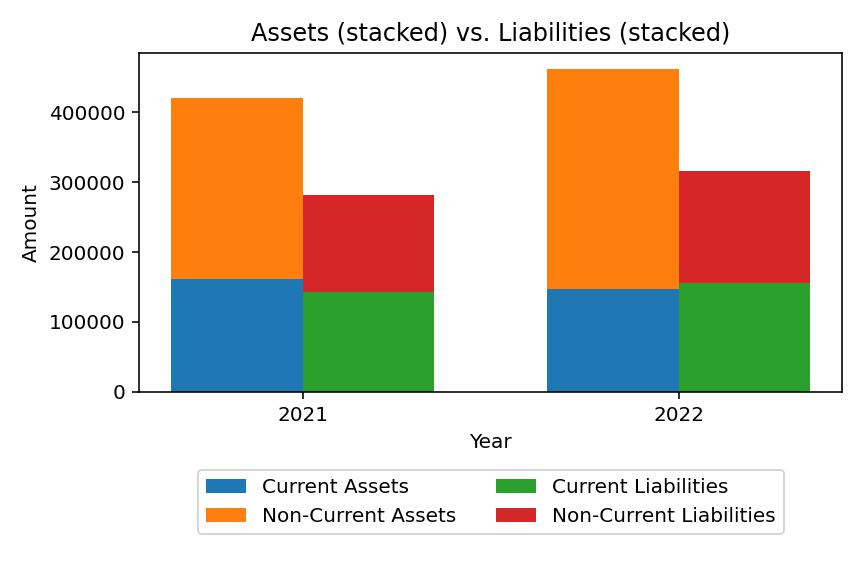 Assets (stacked) vs. Liabilities (stacked)
Amount
400000
300000
200000
100000
0
2021 2022
Year
Current Assets Current Liabilities
Non-Current Assets Non-Current Liabilities